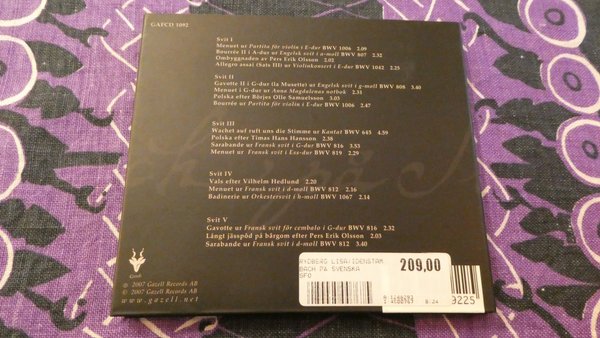 GAFCD 1092
Svit I
Menuet ur Partita för violin i E-dur BWV 1006 2.09
Bourrée II i A-dur ur Engelsk svit i a-moll BWV 807 2.32
Ombyggnaden av Pers Erik Olsson 2.02
Allegro assai (Sats III) ur Violinkonsert i E-dur BWV 1042 2.25
Svit II
Gavotte II i G-dur (la Musette) ur Engelsk svit i g-moll BWV 808 3.40
Menuet i G-dur ur Anna Magdalenas notbok 2.31
Polska efter Börjes Olle Samuelsson 3.03
Bourrée ur Partita för violin i E-dur BWV 1006 2.47
Svit III
Wachet auf ruft uns die Stimme ur Kantat BWV 645 4.59
Polska efter Timas Hans Hansson 2.38
Sarabande ur Fransk svit i G-dur BWV 816 3.53
Menuet ur Fransk svit i Ess-dur BWV 819 2.29
Svit IV
Vals efter Vilhelm Hedlund 2.20
Menuet ur Fransk svit i d-moll BWV 812 2.16
Badinerie ur Orkestersvit i h-moll BWV 1067 2.14
Svit V
Gavotte ur Fransk svit för cembalo i G-dur BWV 816 2.32
Långt jässpôd på bârgom efter Pers Erik Olsson 2.03
Sarabande ur Fransk svit i d-moll BWV 812 3.40
Gazell
℗ 2007 Gazell Records AB
© 2007 Gazell Records AB
www.gazell.net
RYDBERG LISA/IDENSTAM
BACH PÅ SVENSKA
GFO
209,00
8:24
9225